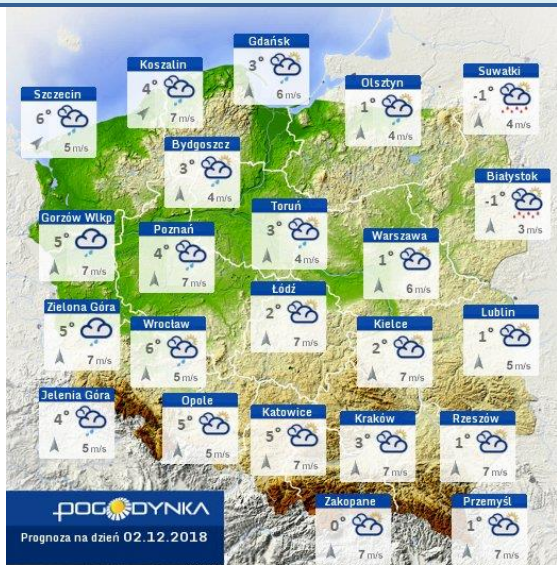 Gdańsk
3°
6 m/s
Koszalin
4°
7 m/s
Suwałki
-1°
4 m/s
Olsztyn
1°
4 m/s
Szczecin
6°
5 m/s
Bydgoszcz
3°
4 m/s
Białystok
-1°
3 m/s
Toruń
3°
4 m/s
Gorzów Wlkp
5°
7 m/s
Poznań
4°
7 m/s
Warszawa
1°
6 m/s
Łódź
2°
7 m/s
Zielona Góra
5°
7 m/s
Lublin
1°
5 m/s
Wrocław
6°
5 m/s
Kielce
2°
7 m/s
Jelenia Góra
4°
5 m/s
Opole
5°
5 m/s
Katowice
5°
7 m/s
Kraków
3°
7 m/s
Rzeszów
1°
7 m/s
Zakopane
0°
7 m/s
Przemyśl
1°
7 m/s
POGODYNKA
Prognoza na dzień 02.12.2018